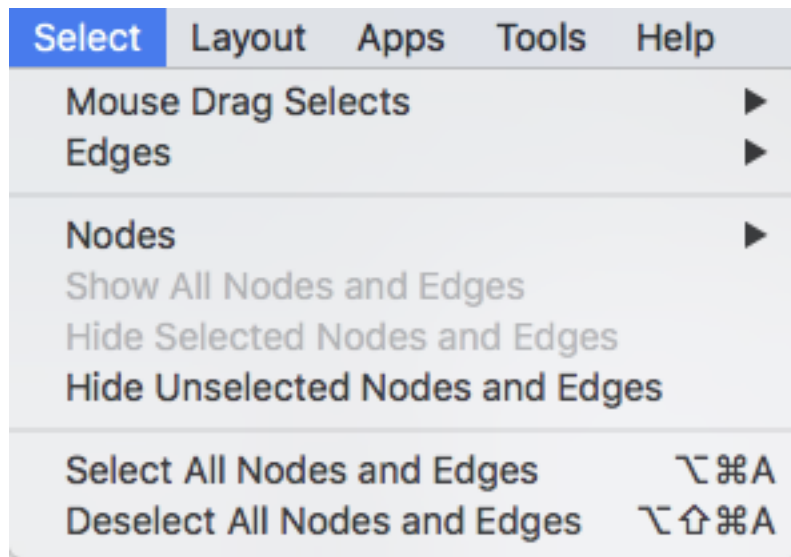 Select Layout Apps Tools Help
Mouse Drag Selects ▶
Edges ▶
Nodes ▶
Show All Nodes and Edges
Hide Selected Nodes and Edges
Hide Unselected Nodes and Edges
Select All Nodes and Edges ⌥⌘A
Deselect All Nodes and Edges ⌥⇧⌘A